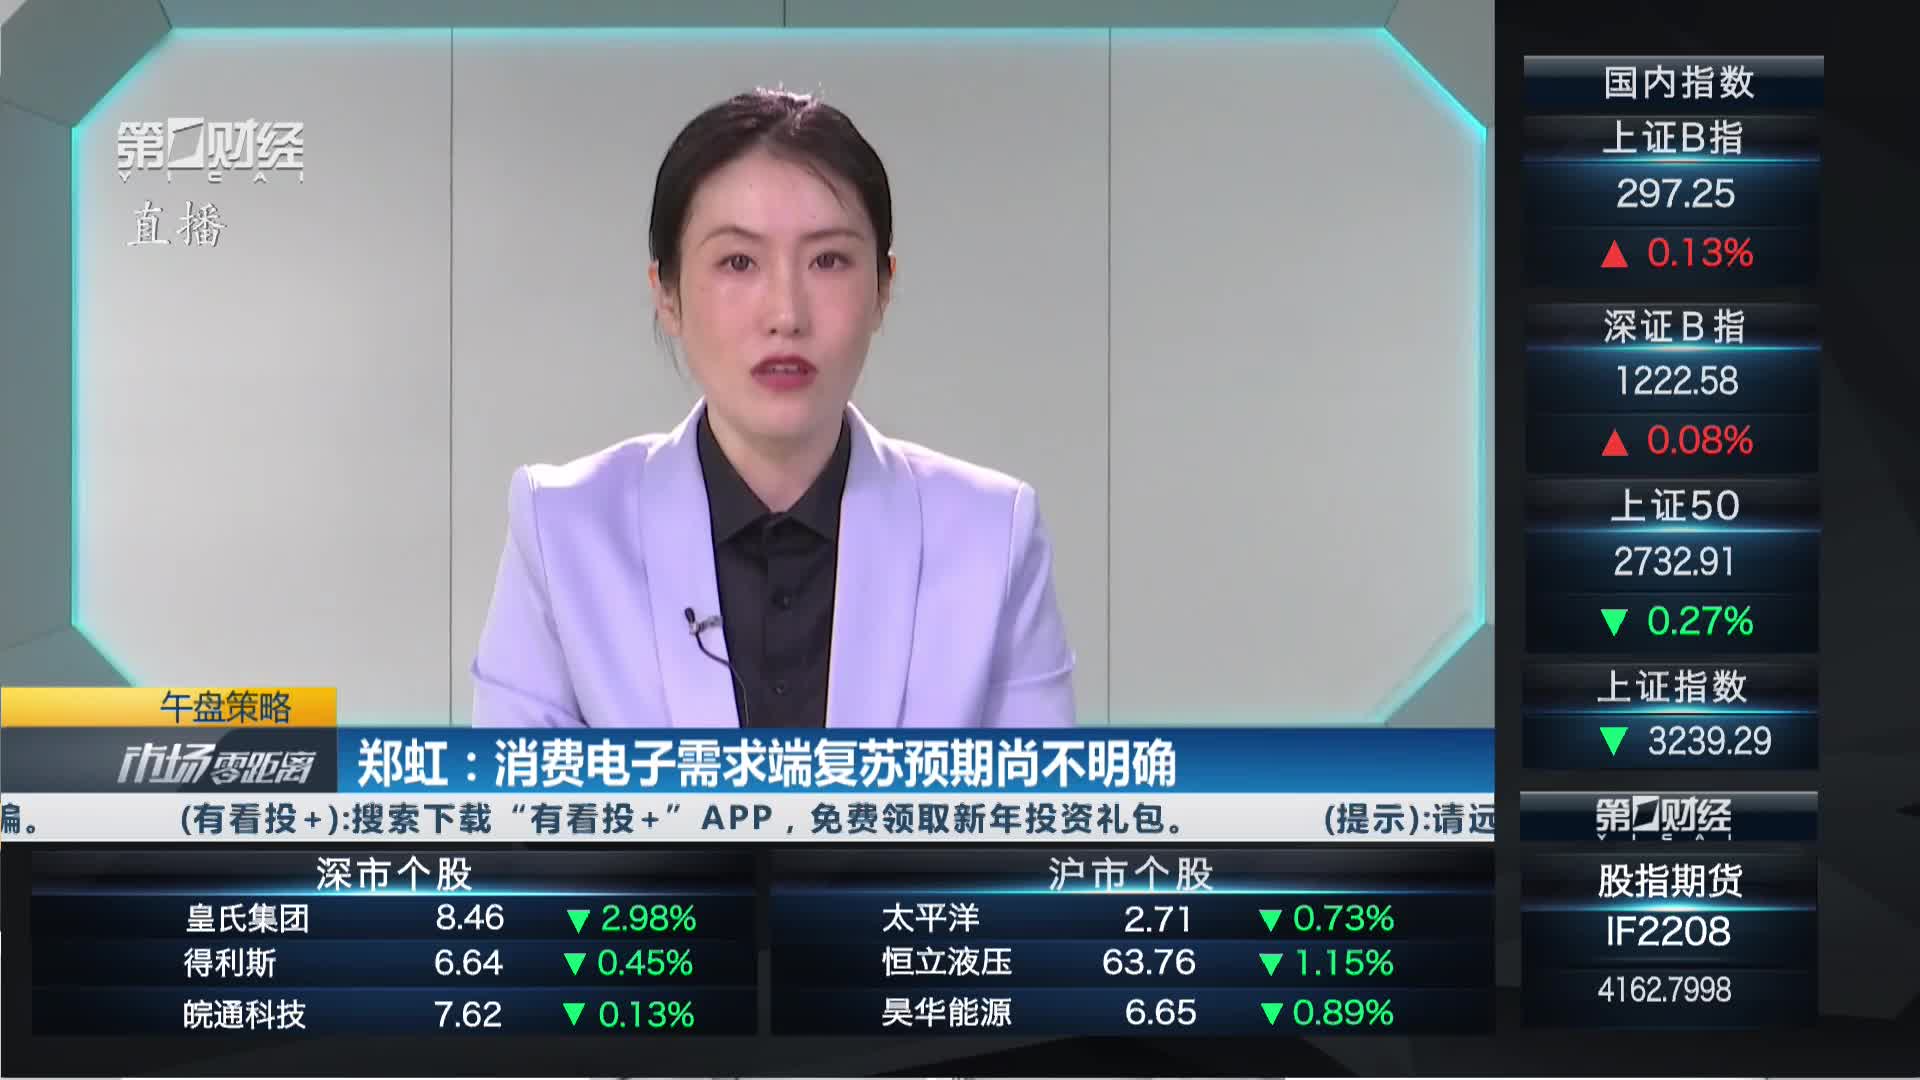 第一财经
YICAI
直播
午盘策略
市场零距离
郑虹：消费电子需求端复苏预期尚不明确
骗。 (有看投+):搜索下载“有看投+”APP，免费领取新年投资礼包。 (提示):请远
深市个股
皇氏集团 8.46 ▼ 2.98%
得利斯 6.64 ▼ 0.45%
皖通科技 7.62 ▼ 0.13%
沪市个股
太平洋 2.71 ▼ 0.73%
恒立液压 63.76 ▼ 1.15%
昊华能源 6.65 ▼ 0.89%
国内指数
上证B指
297.25
▲ 0.13%
深证B指
1222.58
▲ 0.08%
上证50
2732.91
▼ 0.27%
上证指数
▼ 3239.29
第一财经
YICAI
股指期货
IF2208
4162.7998